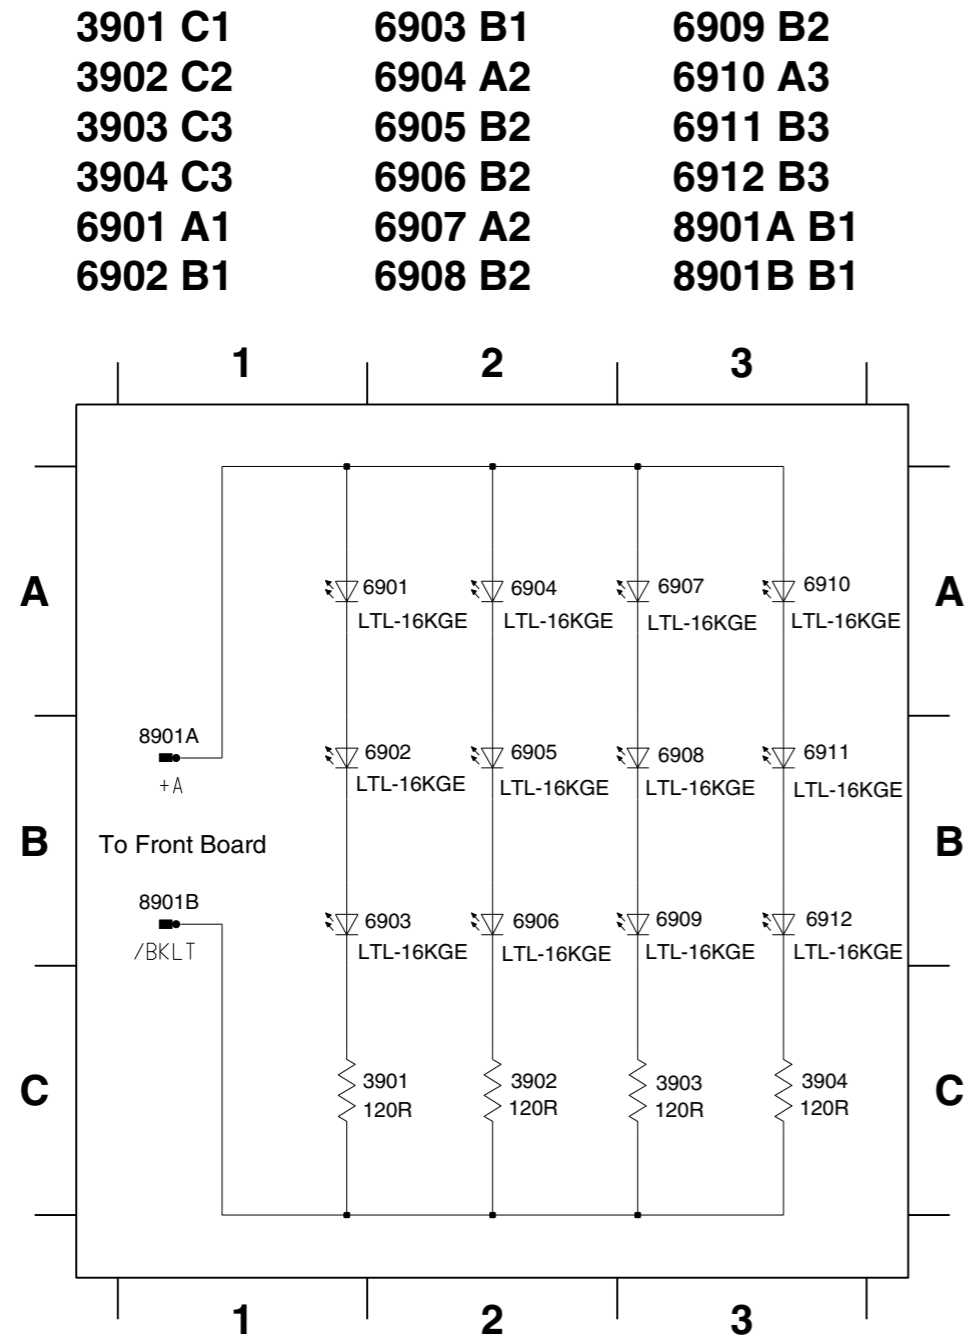 3901 C1 6903 B1 6909 B2
3902 C2 6904 A2 6910 A3
3903 C3 6905 B2 6911 B3
3904 C3 6906 B2 6912 B3
6901 A1 6907 A2 8901A B1
6902 B1 6908 B2 8901B B1
1 2 3
A A
6901 6904 6907 6910
LTL-16KGE LTL-16KGE LTL-16KGE LTL-16KGE
8901A
+A
6902 6905 6908 6911
LTL-16KGE LTL-16KGE LTL-16KGE LTL-16KGE
B To Front Board B
8901B
/BKLT
6903 6906 6909 6912
LTL-16KGE LTL-16KGE LTL-16KGE LTL-16KGE
C C
3901 3902 3903 3904
120R 120R 120R 120R
1 2 3